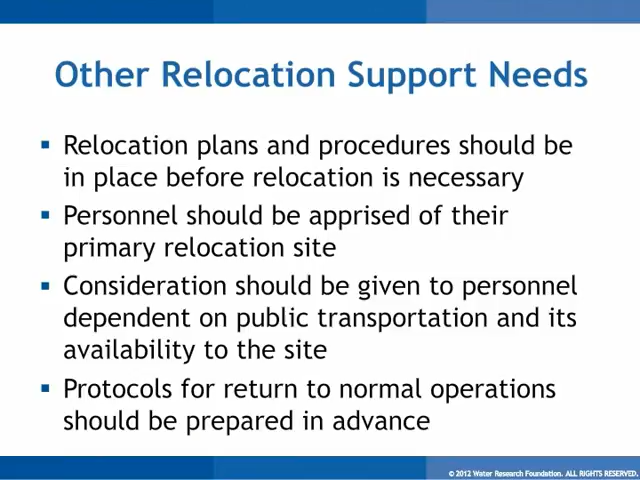 Other Relocation Support Needs
▪ Relocation plans and procedures should be
in place before relocation is necessary
▪ Personnel should be apprised of their
primary relocation site
▪ Consideration should be given to personnel
dependent on public transportation and its
availability to the site
▪ Protocols for return to normal operations
should be prepared in advance
© 2012 Water Research Foundation. ALL RIGHTS RESERVED.